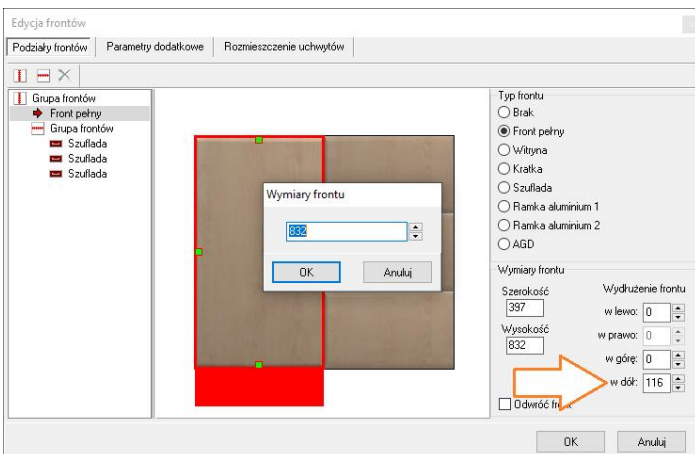 Edycja frontów
Podziały frontów Parametry dodatkowe Rozmieszczenie uchwytów
Grupa frontów
Front pełny
Grupa frontów
Szuflada
Szuflada
Szuflada
Wymiary frontu
832
OK Anuluj
Typ frontu
Brak
Front pełny
Witryna
Kratka
Szuflada
Ramka aluminium 1
Ramka aluminium 2
AGD
Wymiary frontu
Szerokość Wydłużenie frontu
397 w lewo: 0
Wysokość w prawo: 0
832 w górę: 0
w dół: 116
Odwróć
OK Anuluj